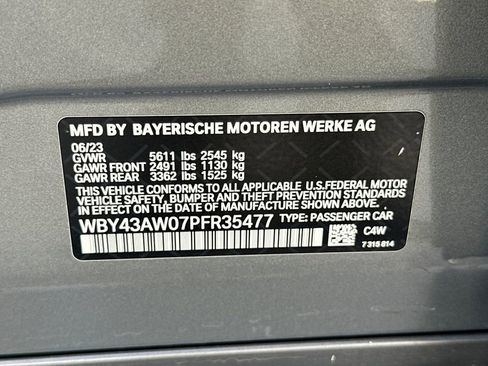 MFD BY BAYERISCHE MOTOREN WERKE AG
06/23
GVWR 5611 lbs 2545 kg
GAWR FRONT 2491 lbs 1130 kg
GAWR REAR 3362 lbs 1525 kg
THIS VEHICLE CONFORMS TO ALL APPLICABLE U.S.FEDERAL MOTOR
VEHICLE SAFETY, BUMPER AND THEFT PREVENTION STANDARDS
IN EFFECT ON THE DATE OF MANUFACTURE SHOWN ABOVE.
WBY43AW07PFR35477 TYPE: PASSENGER CAR
C4W
7 315 814